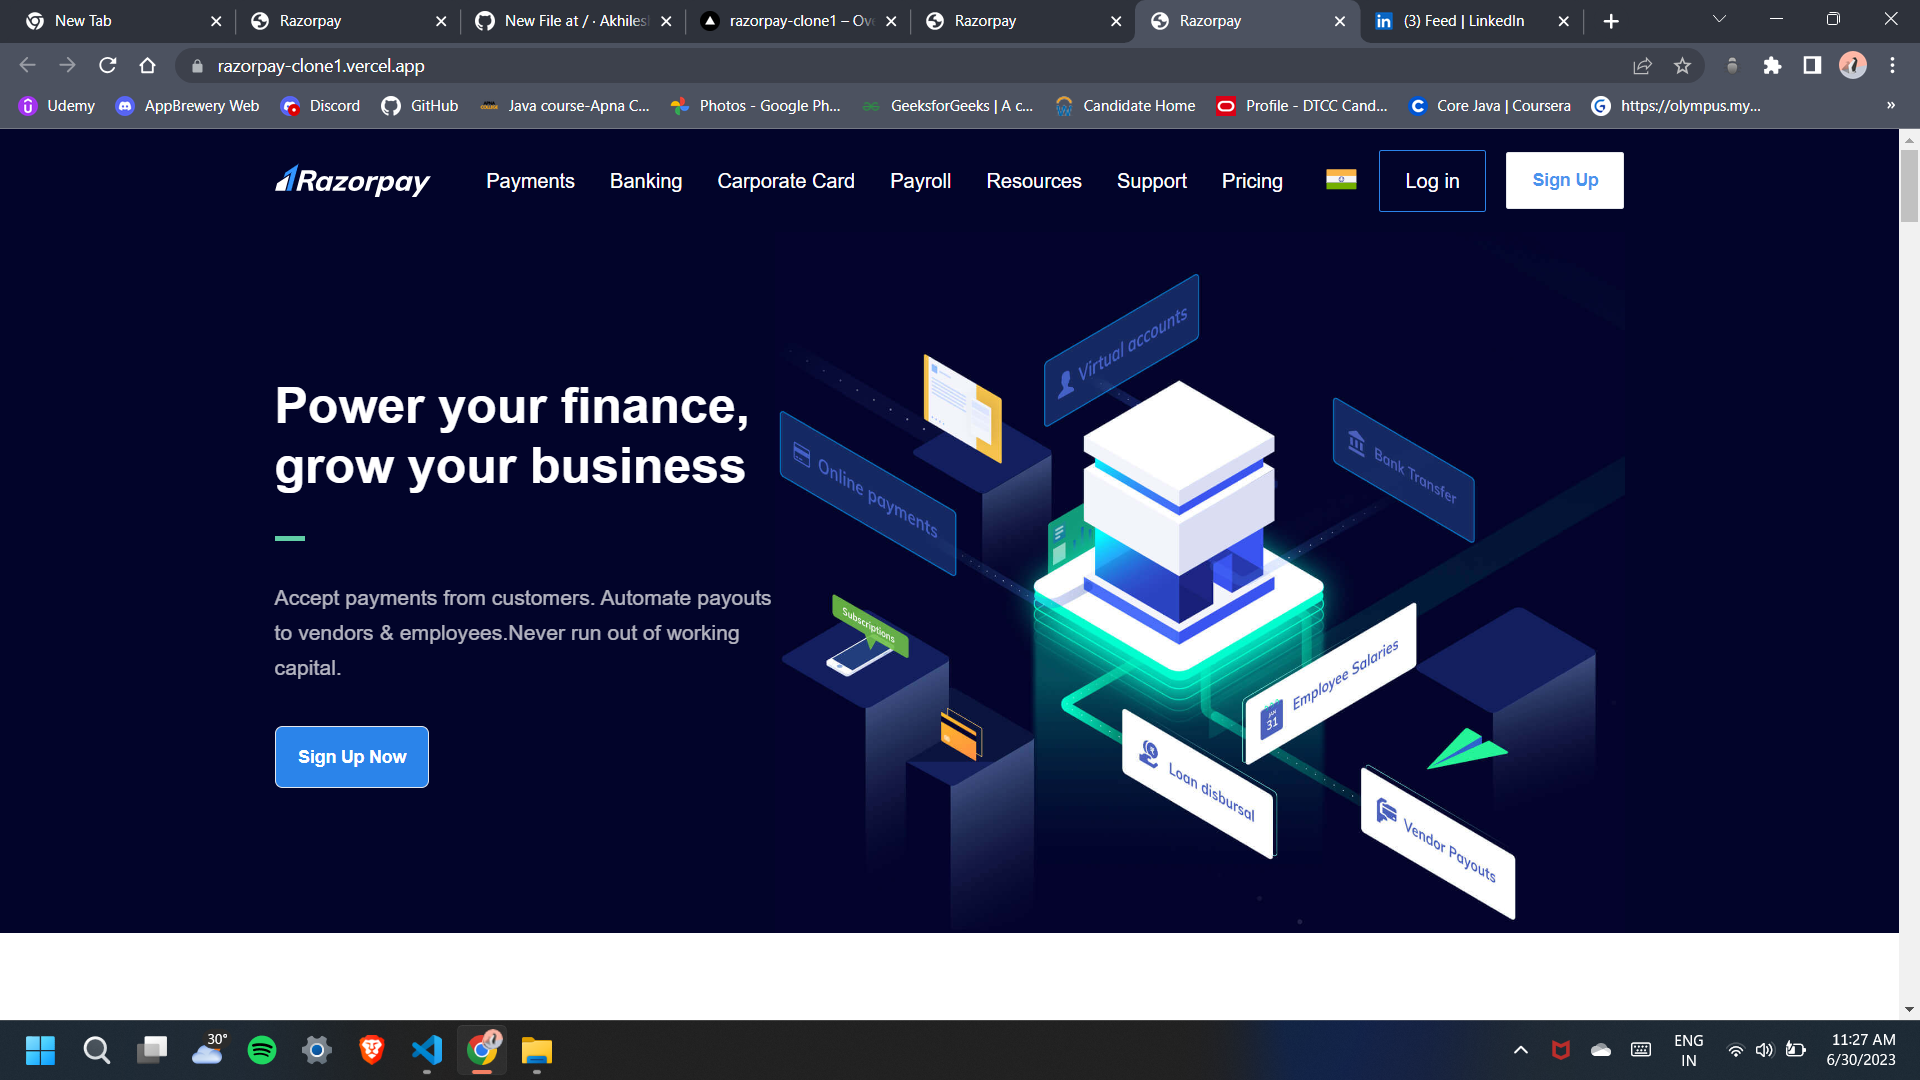 New Tab
Razorpay
New File at / · Akhiles
razorpay-clone1 – Ov
Razorpay
Razorpay
(3) Feed | LinkedIn
razorpay-clone1.vercel.app
Udemy
AppBrewery Web
Discord
GitHub
Java course-Apna C...
Photos - Google Ph...
GeeksforGeeks | A c...
Candidate Home
Profile - DTCC Cand...
Core Java | Coursera
https://olympus.my...
»
Razorpay
Payments
Banking
Carporate Card
Payroll
Resources
Support
Pricing
Log in
Sign Up
Power your finance,
grow your business
Accept payments from customers. Automate payouts
to vendors & employees.Never run out of working
capital.
Sign Up Now
Virtual accounts
Online payments
Bank Transfer
Subscriptions
JAN
31
Employee Salaries
Loan disbursal
Vendor Payouts
30°
ENG
IN
11:27 AM
6/30/2023